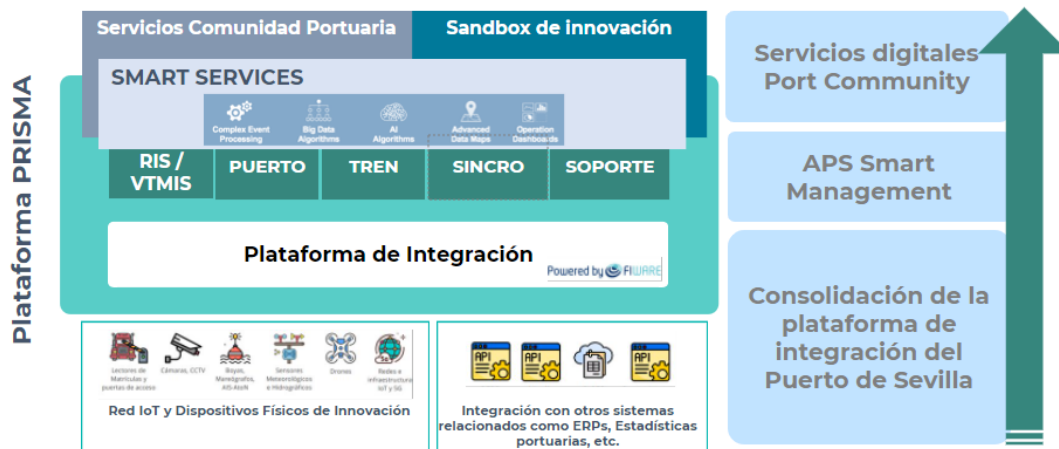 Plataforma PRISMA
Servicios Comunidad Portuaria
Sandbox de innovación
SMART SERVICES
Complex Event
Processing
Big Data
Algorithms
AI
Algorithms
Advanced
Data Maps
Operation
Dashboards
RIS /
VTMIS
PUERTO
TREN
SINCRO
SOPORTE
Plataforma de Integración
Powered by FIWARE
Lectores de
Matrículas y
puertas de acceso
Cámaras, CCTV
Boyas,
Mareógrafos,
AIS-AtoN
Sensores
Meteorológicos
e Hidrográficos
Drones
Redes e
infraestructura
IoT y 5G
Red IoT y Dispositivos Físicos de Innovación
API
API
API
Integración con otros sistemas
relacionados como ERPs, Estadísticas
portuarias, etc.
Servicios digitales
Port Community
APS Smart
Management
Consolidación de la
plataforma de
integración del
Puerto de Sevilla